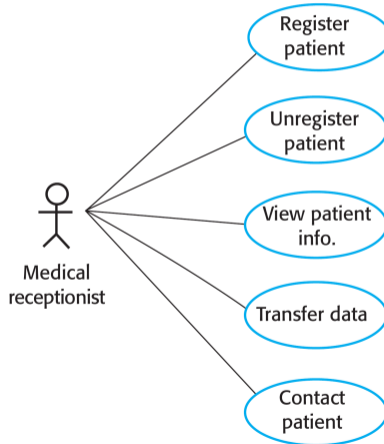 Register
patient
Unregister
patient
View patient
info.
Medical
receptionist
Transfer data
Contact
patient